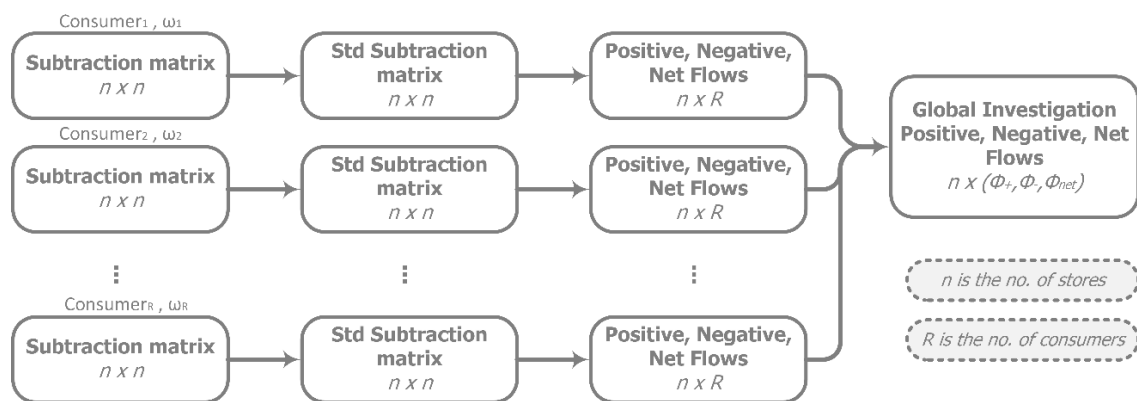 Consumer₁ , ω₁
Subtraction matrix
n x n
Std Subtraction
matrix
n x n
Positive, Negative,
Net Flows
n x R
Consumer₂ , ω₂
Subtraction matrix
n x n
Std Subtraction
matrix
n x n
Positive, Negative,
Net Flows
n x R
⋮
⋮
⋮
Consumer_R , ω_R
Subtraction matrix
n x n
Std Subtraction
matrix
n x n
Positive, Negative,
Net Flows
n x R
Global Investigation
Positive, Negative, Net
Flows
n x (Φ₊,Φ₋,Φₙₑₜ)
n is the no. of stores
R is the no. of consumers